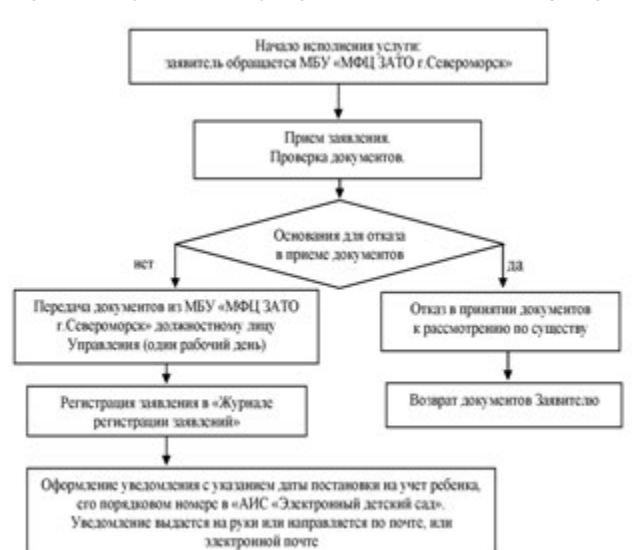 Начало исполнения услуги:
заявитель обращается МБУ «МФЦ ЗАТО г.Североморск»
Прием заявления.
Проверка документов.
Основания для отказа
в приеме документов
нет
да
Передача документов из МБУ «МФЦ ЗАТО
г.Североморск» должностному лицу
Управления (один рабочий день)
Отказ в принятии документов
к рассмотрению по существу
Регистрация заявления в «Журнале
регистрации заявлений»
Возврат документов Заявителю
Оформление уведомления с указанием даты постановки на учет ребенка,
его порядковом номере в «АИС «Электронный детский сад».
Уведомление выдается на руки или направляется по почте, или
электронной почте